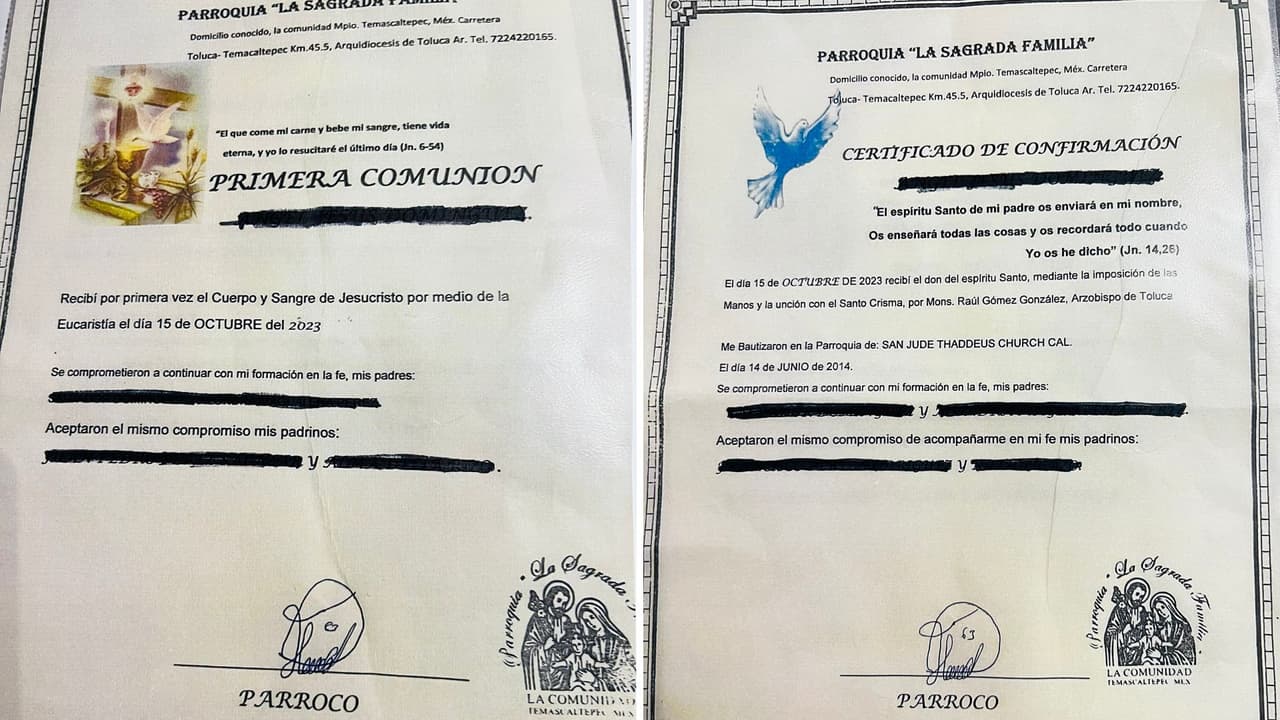 PARROQUIA "LA SAGRADA FAMILIA"
Domicilio conocido, la comunidad Mpio. Temascaltepec, Méx. Carretera
Toluca- Temacaltepec Km.45.5, Arquidiocesis de Toluca Ar. Tel. 7224220165.
"El que come mi carne y bebe mi sangre, tiene vida
eterna, y yo lo resucitaré el último día (Jn. 6-54)
PRIMERA COMUNION
Recibí por primera vez el Cuerpo y Sangre de Jesucristo por medio de la
Eucaristía el día 15 de OCTUBRE del 2023
Se comprometieron a continuar con mi formación en la fe, mis padres:
Aceptaron el mismo compromiso mis padrinos:
y
PARROCO
Parroquia "La Sagrada
LA COMUNIDAD
TEMASCALTEPEC MEX
PARROQUIA "LA SAGRADA FAMILIA"
Domicilio conocido, la comunidad Mpio. Temascaltepec, Méx. Carretera
Toluca- Temacaltepec Km.45.5, Arquidiocesis de Toluca Ar. Tel. 7224220165.
CERTIFICADO DE CONFIRMACIÓN
"El espíritu Santo de mi padre os enviará en mi nombre,
Os enseñará todas las cosas y os recordará todo cuando
Yo os he dicho" (Jn. 14,26)
El día 15 de OCTUBRE DE 2023 recibí el don del espíritu Santo, mediante la imposición de las
Manos y la unción con el Santo Crisma, por Mons. Raúl Gómez González, Arzobispo de Toluca
Me Bautizaron en la Parroquia de: SAN JUDE THADDEUS CHURCH CAL.
El día 14 de JUNIO de 2014.
Se comprometieron a continuar con mi formación en la fe, mis padres:
y
Aceptaron el mismo compromiso de acompañarme en mi fe mis padrinos:
y
PARROCO
Parroquia "La Sagrada Familia"
LA COMUNIDAD
TEMASCALTEPEC MEX